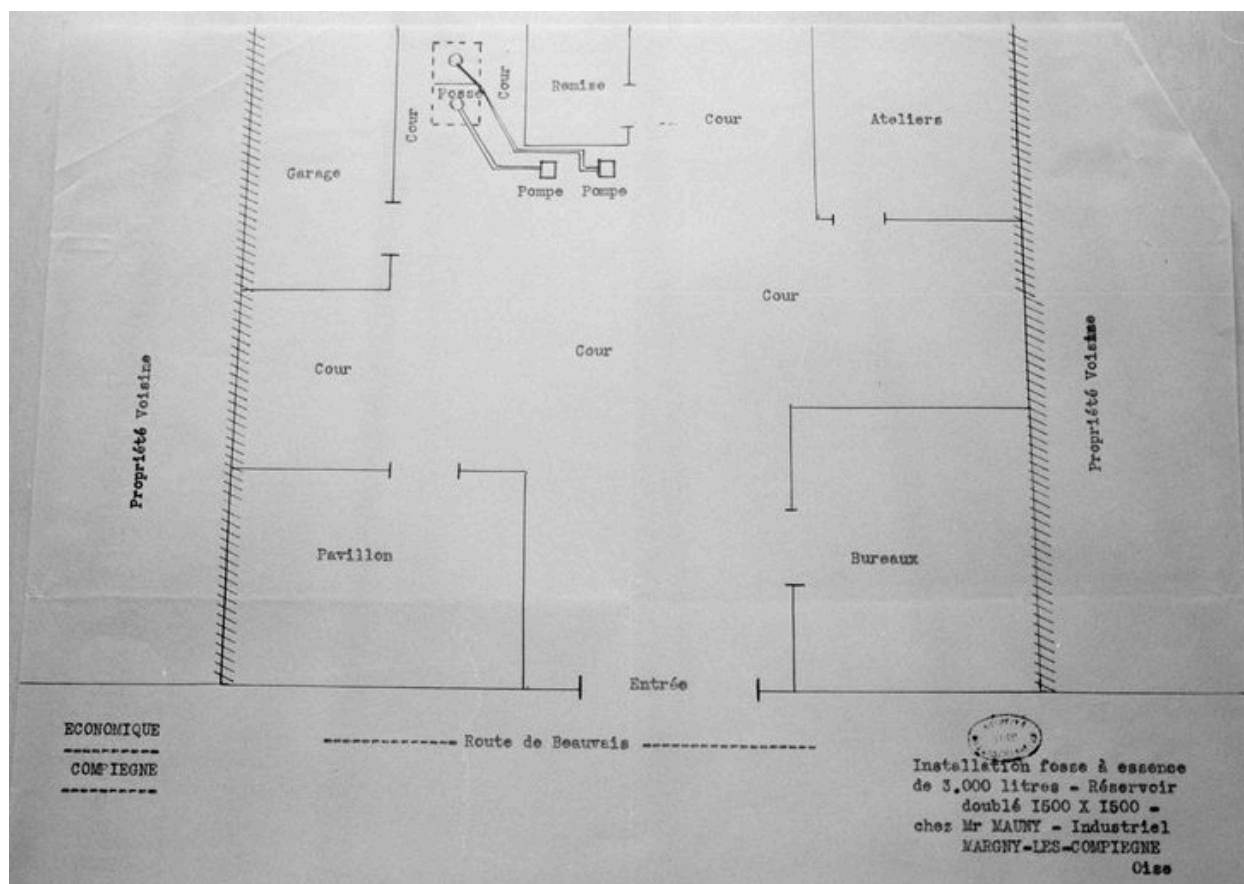 Fosse
Cour
Cour
Remise
Cour
Ateliers
Garage
Pompe
Pompe
Cour
Cour
Cour
Propriété Voisine
Propriété Voisine
Pavillon
Bureaux
Entrée
ECONOMIQUE
COMPIEGNE
Route de Beauvais
Installation fosse à essence
de 3.000 litres - Réservoir
doublé I500 X I500 -
chez Mr MAUNY - Industriel
MARGNY-LES-COMPIEGNE
Oise